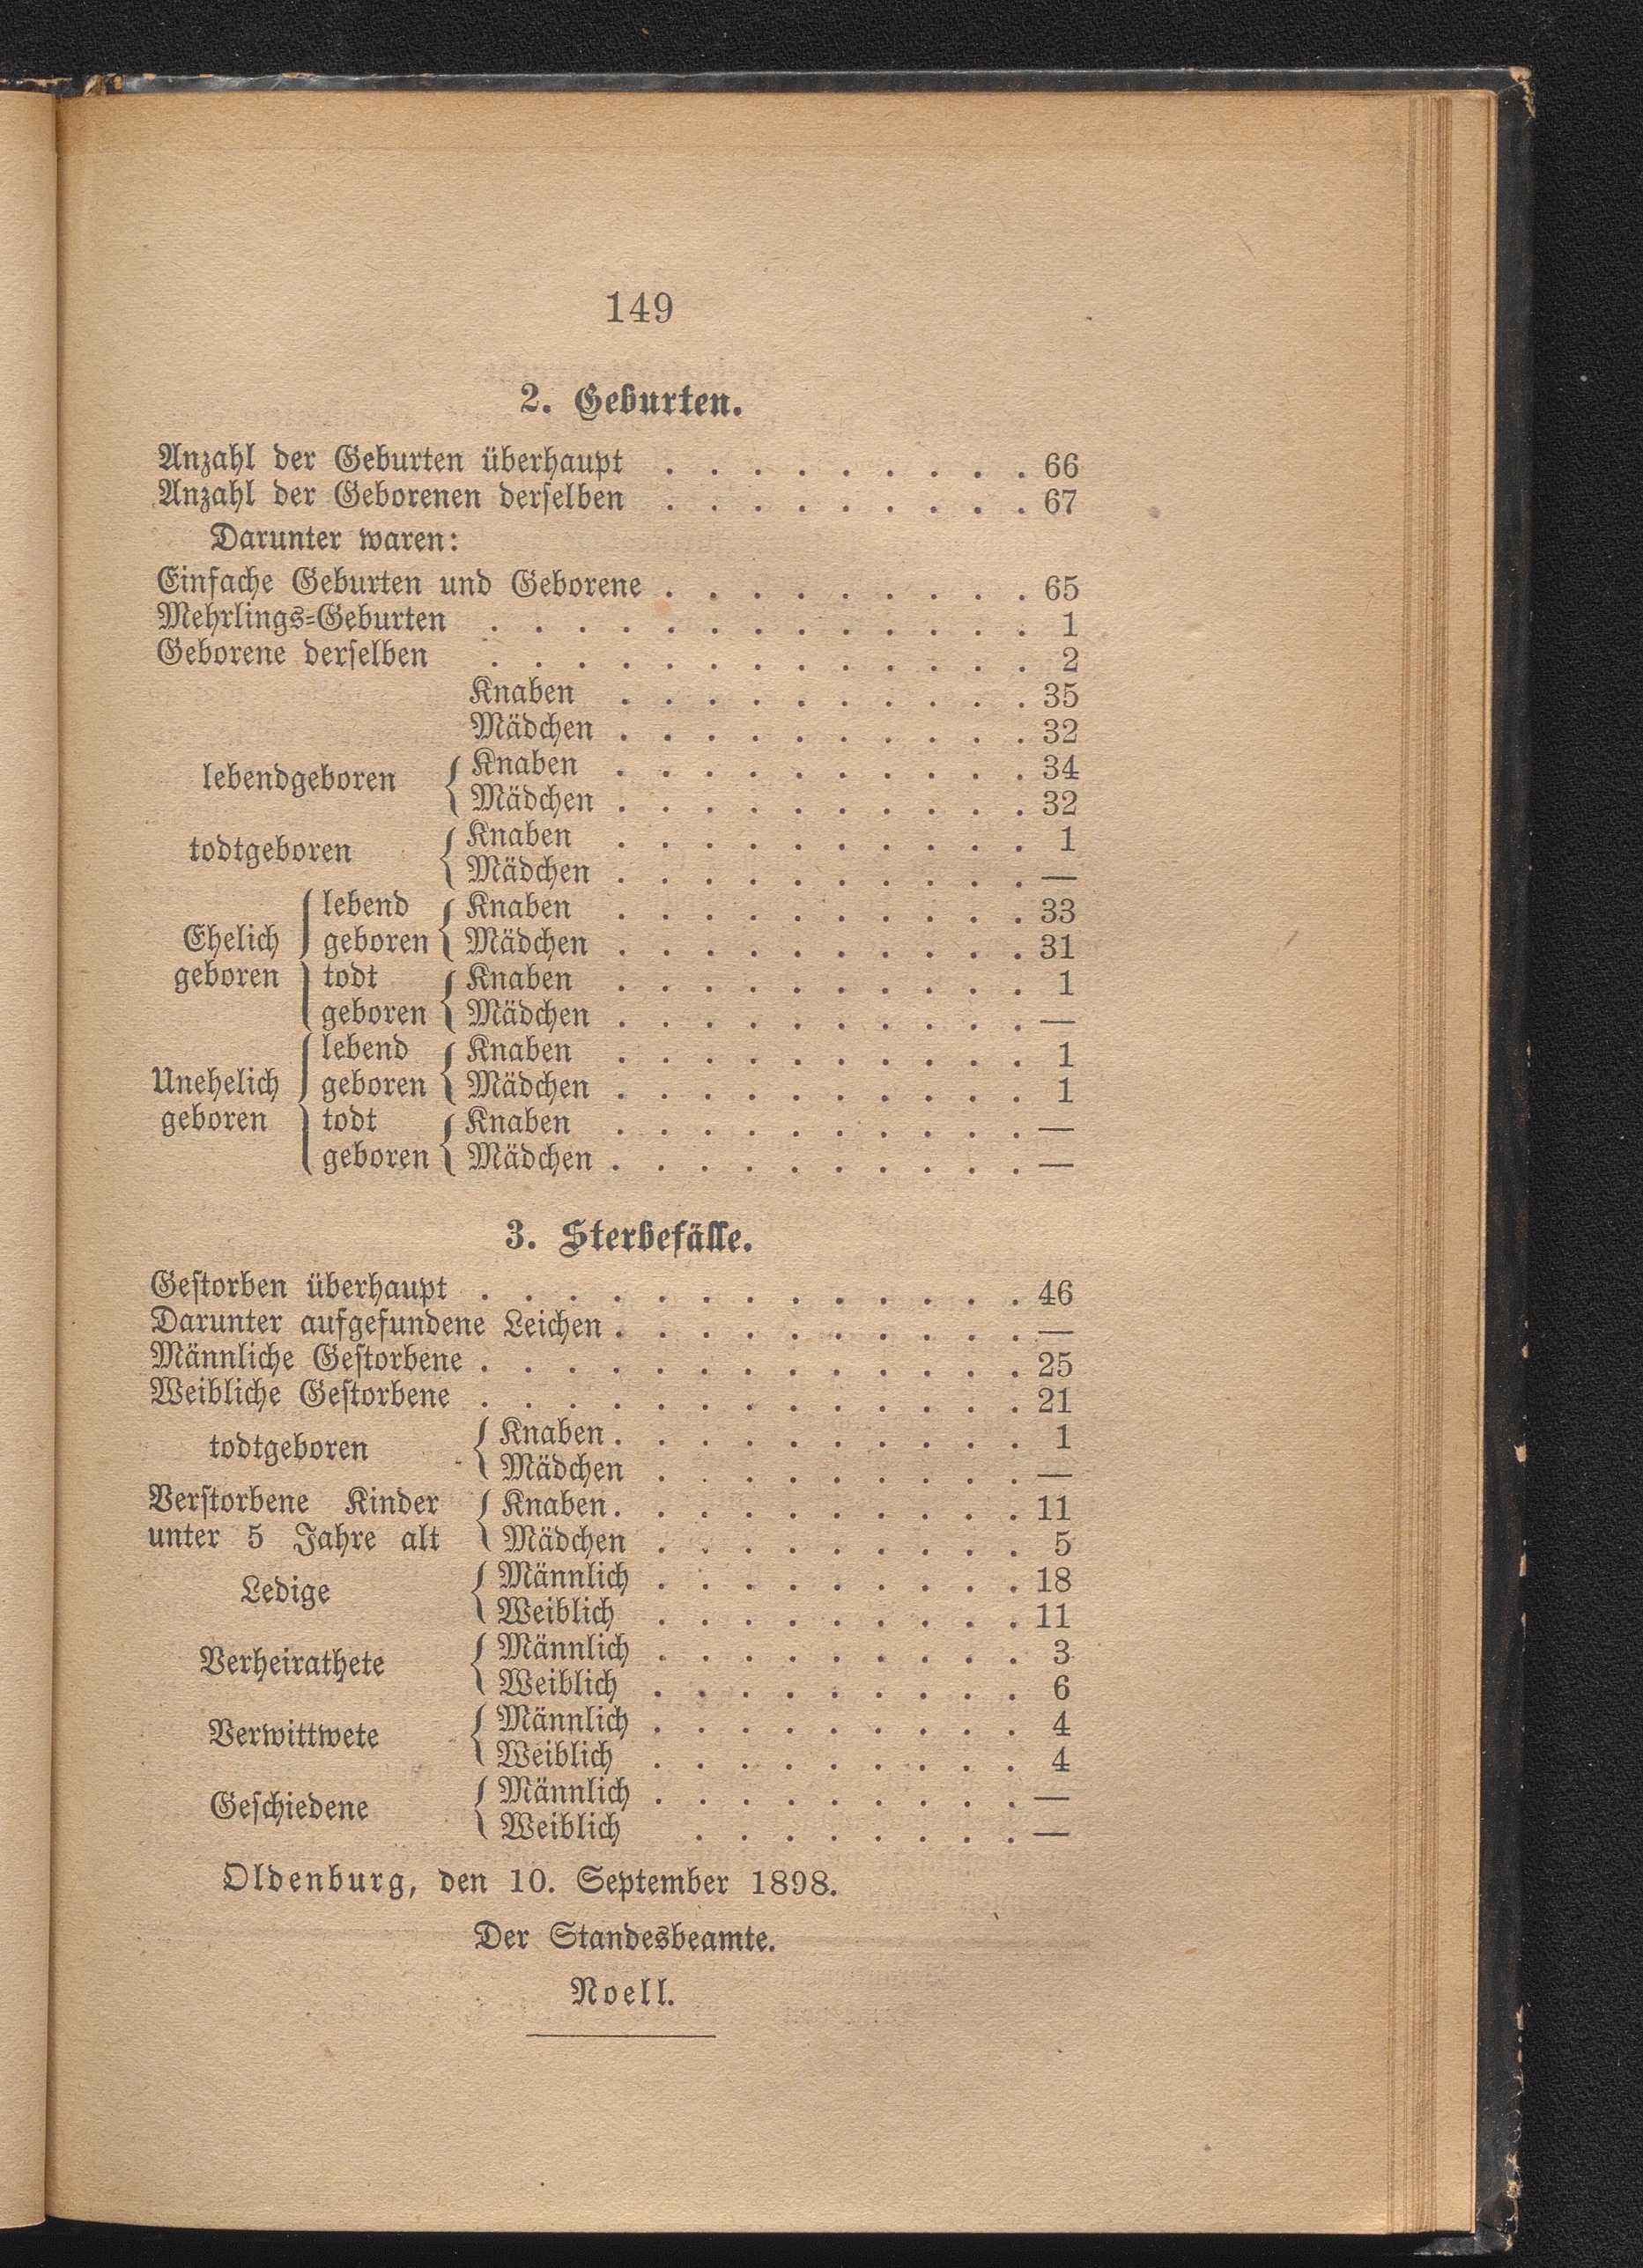 149
2. Geburten.
Anzahl der Geburten überhaupt . . . . . . . . . 66
Anzahl der Geborenen derselben . . . . . . . . . 67
Darunter waren:
Einfache Geburten und Geborene . . . . . . . . . 65
Mehrlings-Geburten . . . . . . . . . . . . . 1
Geborene derselben . . . . . . . . . . . . . 2
Knaben . . . . . . . . . . 35
Mädchen . . . . . . . . . . 32
lebendgeboren { Knaben . . . . . . . . . . 34
Mädchen . . . . . . . . . . 32
todtgeboren { Knaben . . . . . . . . . . 1
Mädchen . . . . . . . . . . —
lebend { Knaben . . . . . . . . . . 33
Ehelich { geboren Mädchen . . . . . . . . . . 31
geboren todt { Knaben . . . . . . . . . . 1
geboren Mädchen . . . . . . . . . . —
lebend { Knaben . . . . . . . . . . 1
Unehelich { geboren Mädchen . . . . . . . . . . 1
geboren todt { Knaben . . . . . . . . . . —
geboren Mädchen . . . . . . . . . . —
3. Sterbefälle.
Gestorben überhaupt . . . . . . . . . . . . . 46
Darunter aufgefundene Leichen . . . . . . . . . . —
Männliche Gestorbene . . . . . . . . . . . . . 25
Weibliche Gestorbene . . . . . . . . . . . . . 21
todtgeboren { Knaben . . . . . . . . . . 1
Mädchen . . . . . . . . . —
Verstorbene Kinder { Knaben . . . . . . . . . . 11
unter 5 Jahre alt Mädchen . . . . . . . . . 5
Ledige { Männlich . . . . . . . . . 18
Weiblich . . . . . . . . . 11
Verheirathete { Männlich . . . . . . . . . 3
Weiblich . . . . . . . . . 6
Verwittwete { Männlich . . . . . . . . . 4
Weiblich . . . . . . . . . 4
Geschiedene { Männlich . . . . . . . . . —
Weiblich . . . . . . . . —
Oldenburg, den 10. September 1898.
Der Standesbeamte.
Noell.